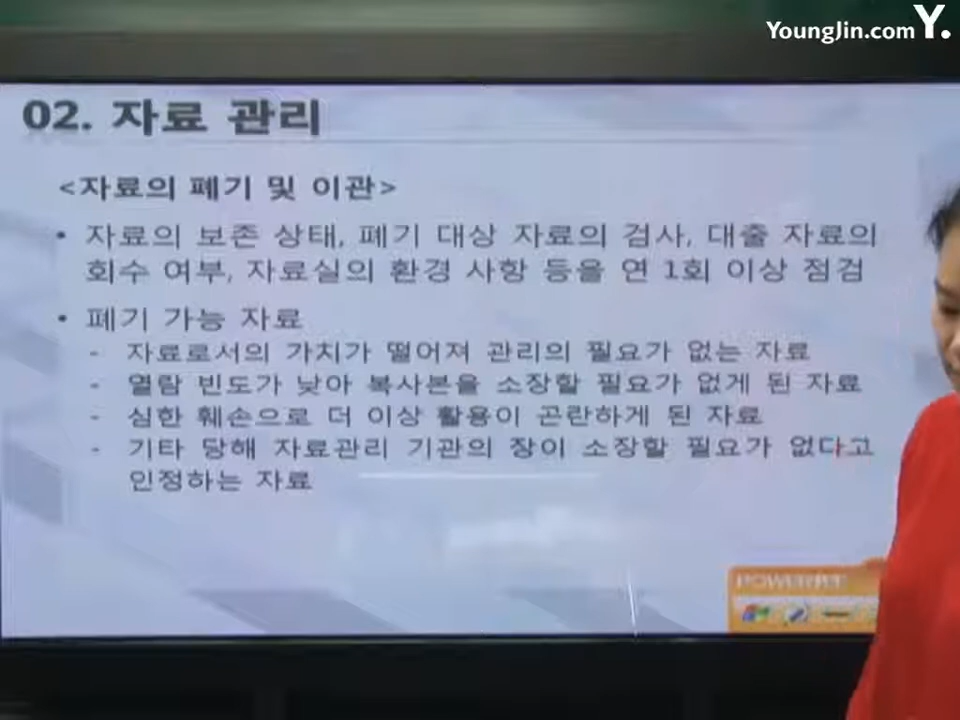 YoungJin.com Y.
02. 자료 관리
<자료의 폐기 및 이관>
• 자료의 보존 상태, 폐기 대상 자료의 검사, 대출 자료의
회수 여부, 자료실의 환경 사항 등을 연 1회 이상 점검
• 폐기 가능 자료
- 자료로서의 가치가 떨어져 관리의 필요가 없는 자료
- 열람 빈도가 낮아 복사본을 소장할 필요가 없게 된 자료
- 심한 훼손으로 더 이상 활용이 곤란하게 된 자료
- 기타 당해 자료관리 기관의 장이 소장할 필요가 없다고
인정하는 자료